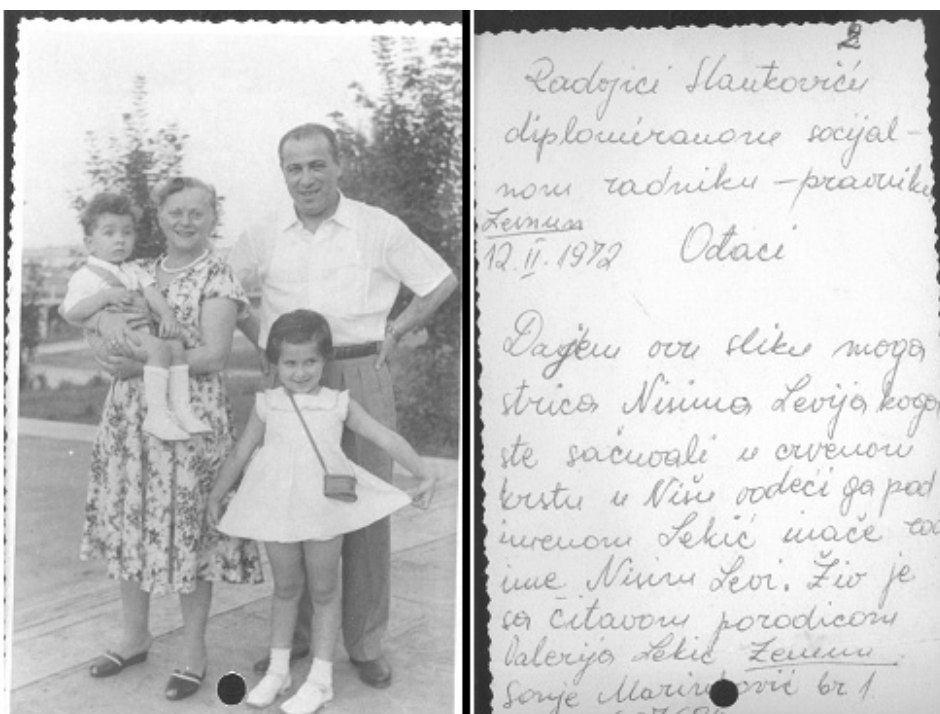 Radojici Stankoviću
diplomiranom socijal-
nom radniku - pravniku
Zemun
12. II. 1972 Odžaci
Dajem ovu sliku moga
strica Nisima Levija koga
ste sačuvali u crvenom
krstu u Nišu vodeći ga pod
imenom Lekić inače
ime Nisim Levi. Živ je
sa čitavom porodicom
Valerija Lekić Zemun
Sonje Marinković br 1